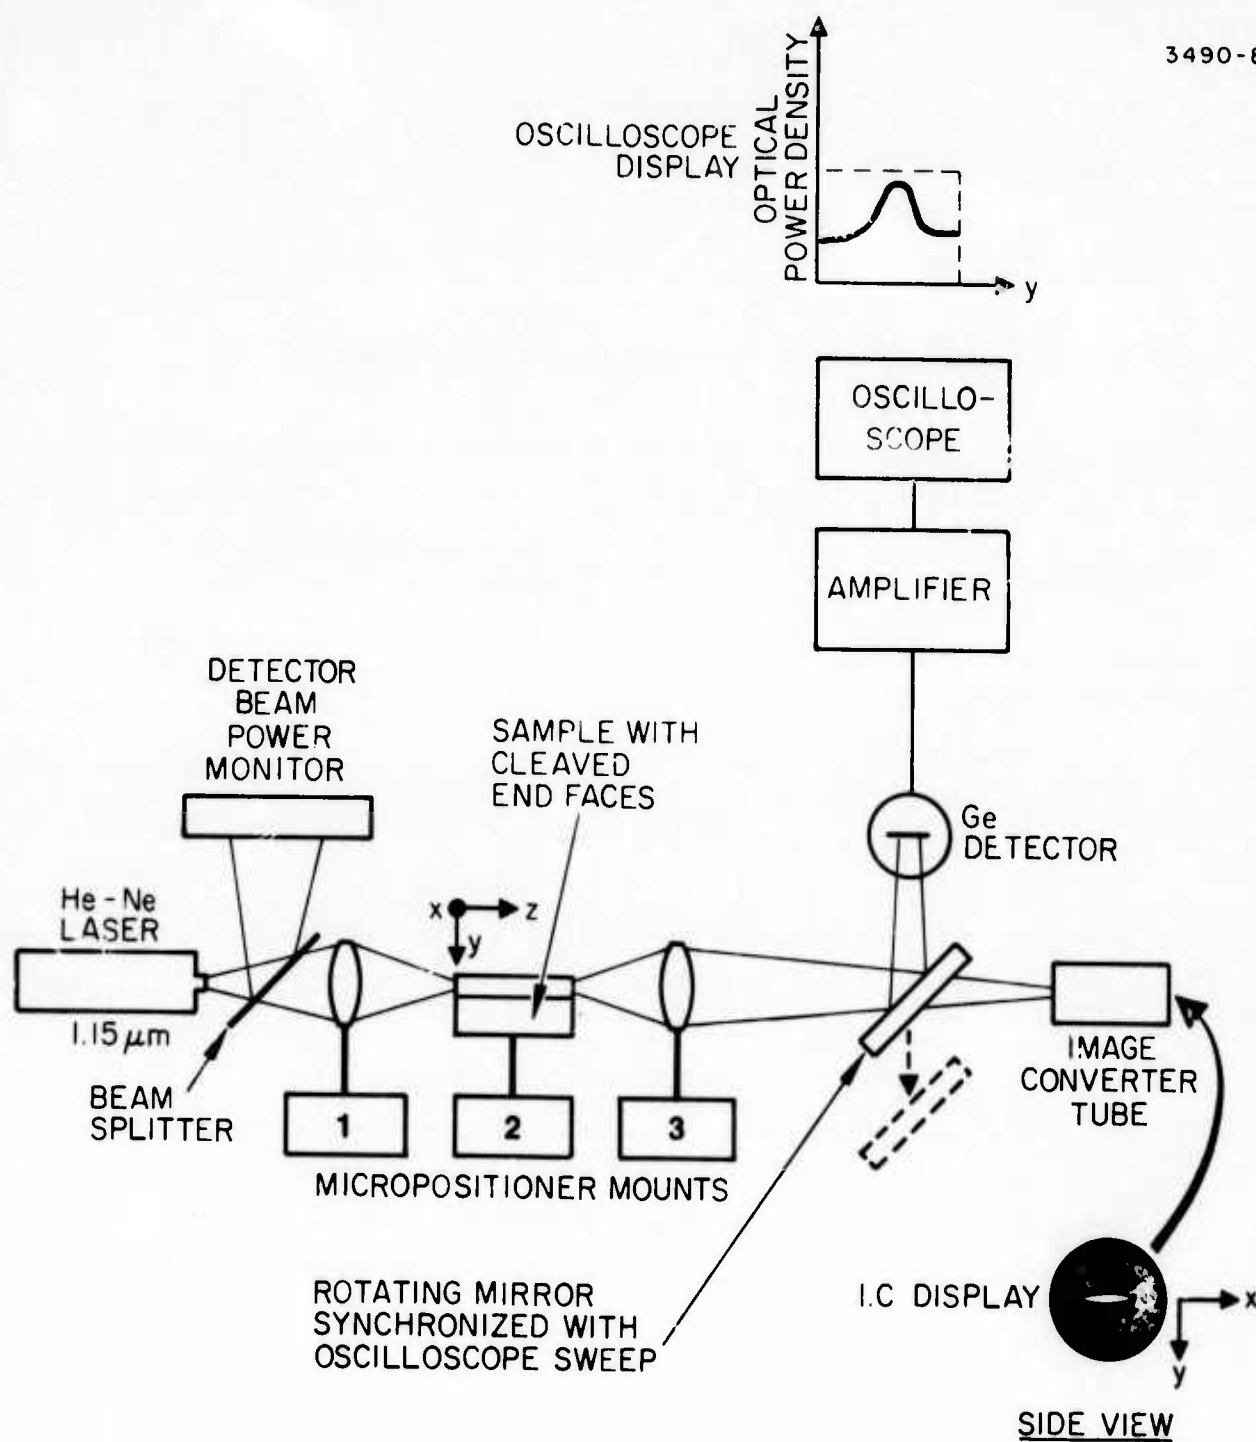 3490-8
OSCILLOSCOPE
DISPLAY
OPTICAL
POWER DENSITY
y
OSCILLO-
SCOPE
AMPLIFIER
DETECTOR
BEAM
POWER
MONITOR
SAMPLE WITH
CLEAVED
END FACES
Ge
DETECTOR
He-Ne
LASER
1.15 μm
x
z
y
BEAM
SPLITTER
1
2
3
MICROPOSITIONER MOUNTS
IMAGE
CONVERTER
TUBE
ROTATING MIRROR
SYNCHRONIZED WITH
OSCILLOSCOPE SWEEP
I.C DISPLAY
x
y
SIDE VIEW